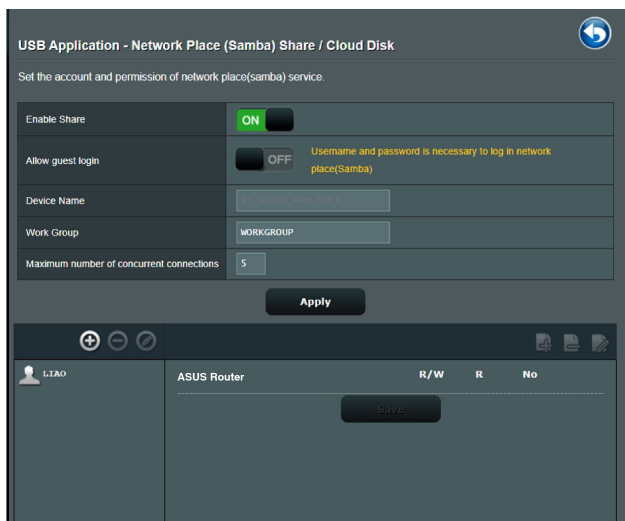 USB Application - Network Place (Samba) Share / Cloud Disk
Set the account and permission of network place(samba) service.
Enable Share
ON
Allow guest login
OFF
Username and password is necessary to log in network
place(Samba)
Device Name
Work Group
WORKGROUP
Maximum number of concurrent connections
5
Apply
LIAO
ASUS Router
R/W
R
No
Save